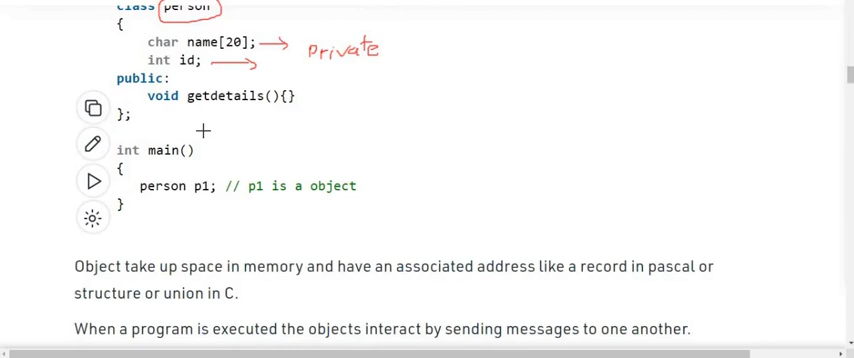 class person
{
char name[20]; private
int id;
public:
void getdetails(){}
};
int main()
{
person p1; // p1 is a object
}
Object take up space in memory and have an associated address like a record in pascal or
structure or union in C.
When a program is executed the objects interact by sending messages to one another.